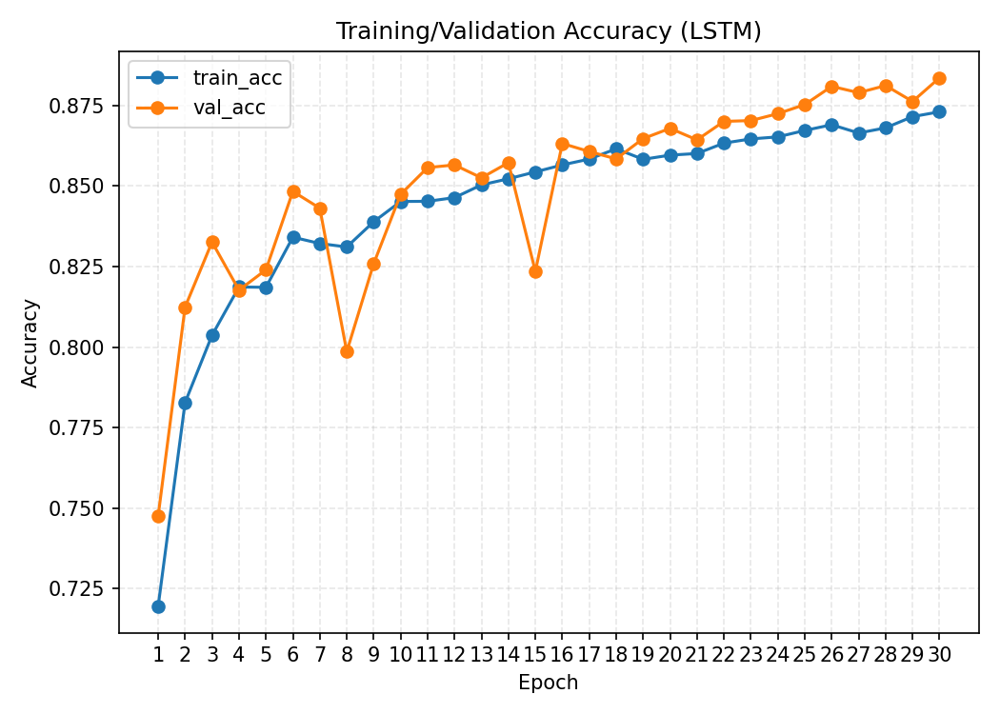 Training/Validation Accuracy (LSTM)
train_acc
val_acc
Accuracy
0.875
0.850
0.825
0.800
0.775
0.750
0.725
1 2 3 4 5 6 7 8 9 10 11 12 13 14 15 16 17 18 19 20 21 22 23 24 25 26 27 28 29 30
Epoch